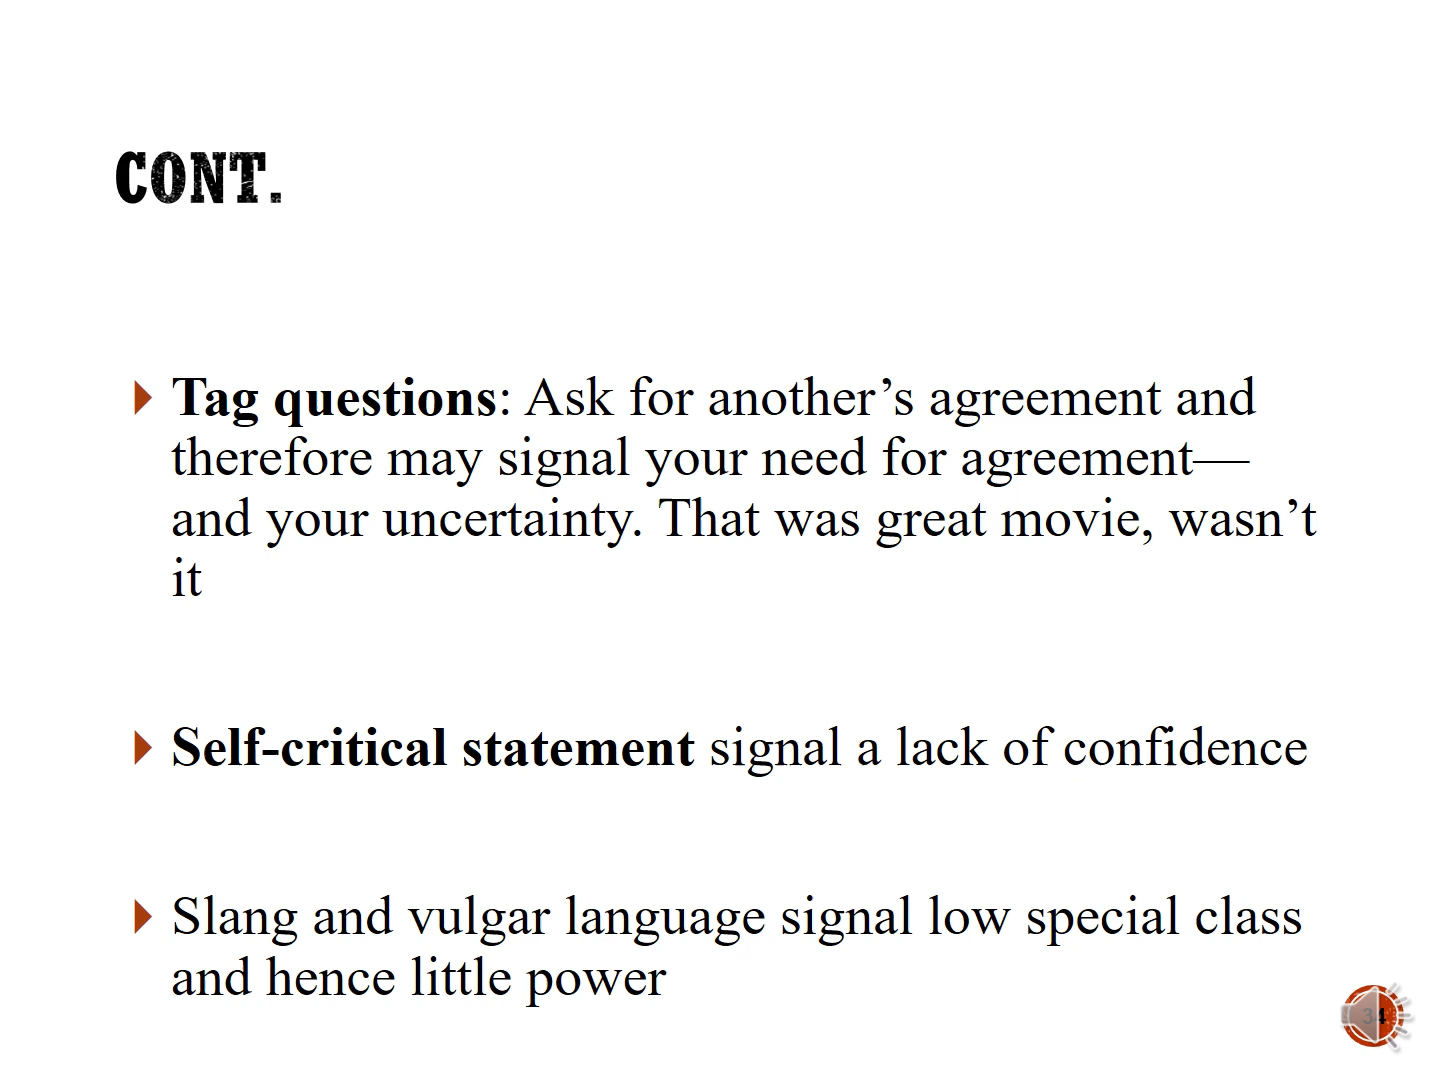 CONT.
Tag questions: Ask for another’s agreement and
therefore may signal your need for agreement—
and your uncertainty. That was great movie, wasn’t
it
Self-critical statement signal a lack of confidence
Slang and vulgar language signal low special class
and hence little power
34